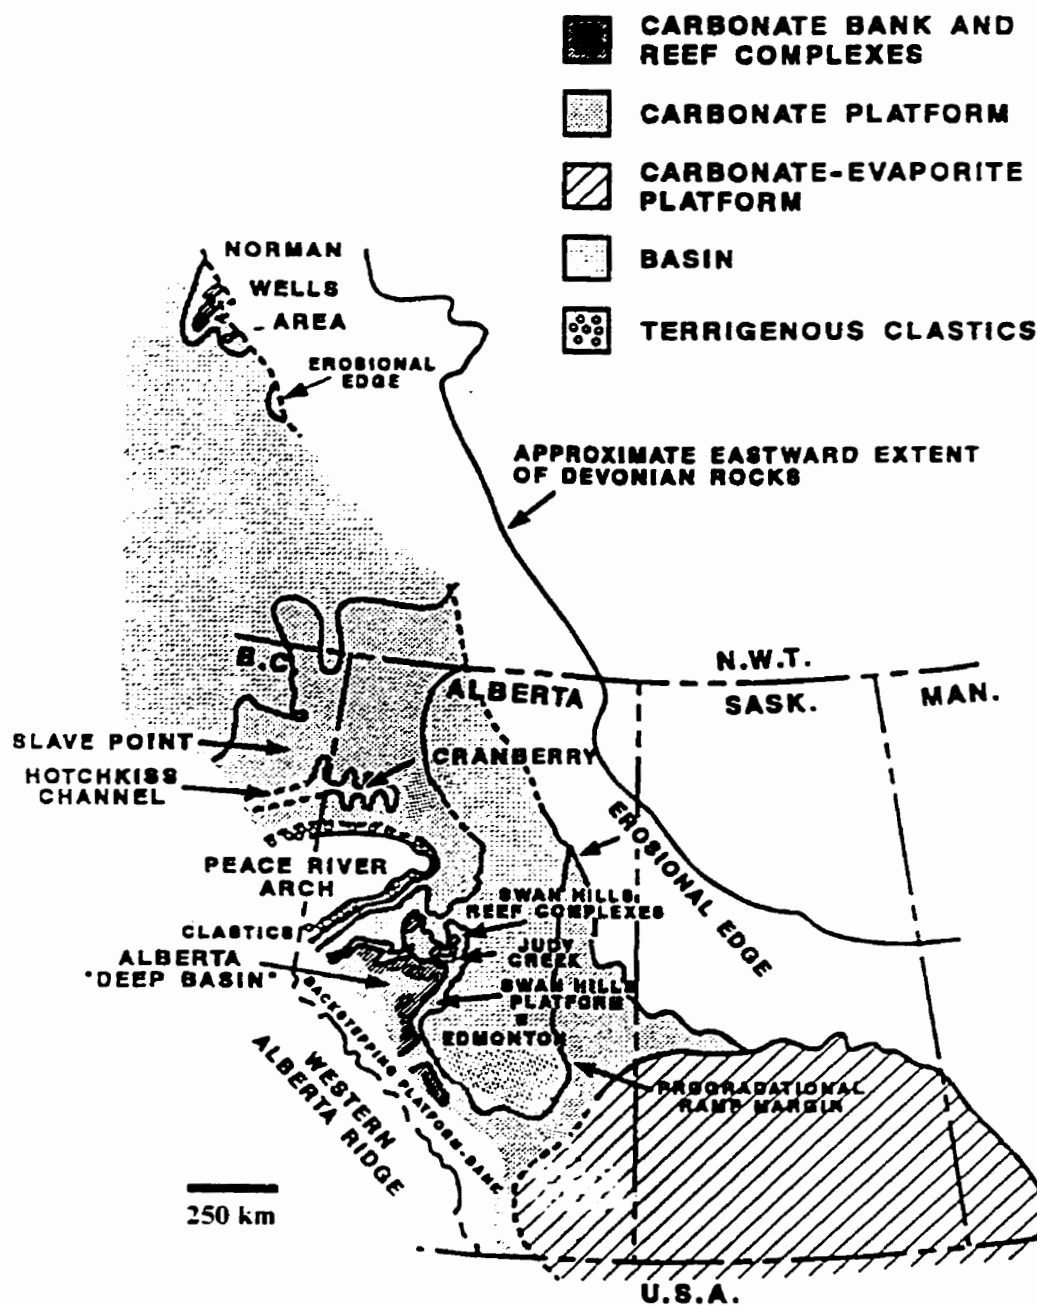 CARBONATE BANK AND
REEF COMPLEXES
CARBONATE PLATFORM
CARBONATE-EVAPORITE
PLATFORM
BASIN
TERRIGENOUS CLASTICS
NORMAN
WELLS
AREA
EROSIONAL
EDGE
APPROXIMATE EASTWARD EXTENT
OF DEVONIAN ROCKS
B.C.
N.W.T.
ALBERTA
SASK.
MAN.
SLAVE POINT
CRANBERRY
HOTCHKISS
CHANNEL
EROSIONAL EDGE
PEACE RIVER
ARCH
SWAN HILLS
REEF COMPLEXES
CLASTICS
JUDY
CREEK
ALBERTA
"DEEP BASIN"
SWAN HILLS
PLATFORM
EDMONTON
BACKSTEPPING PLATFORM-BANK
WESTERN
ALBERTA RIDGE
PROGRADATIONAL
RAMP MARGIN
250 km
U.S.A.